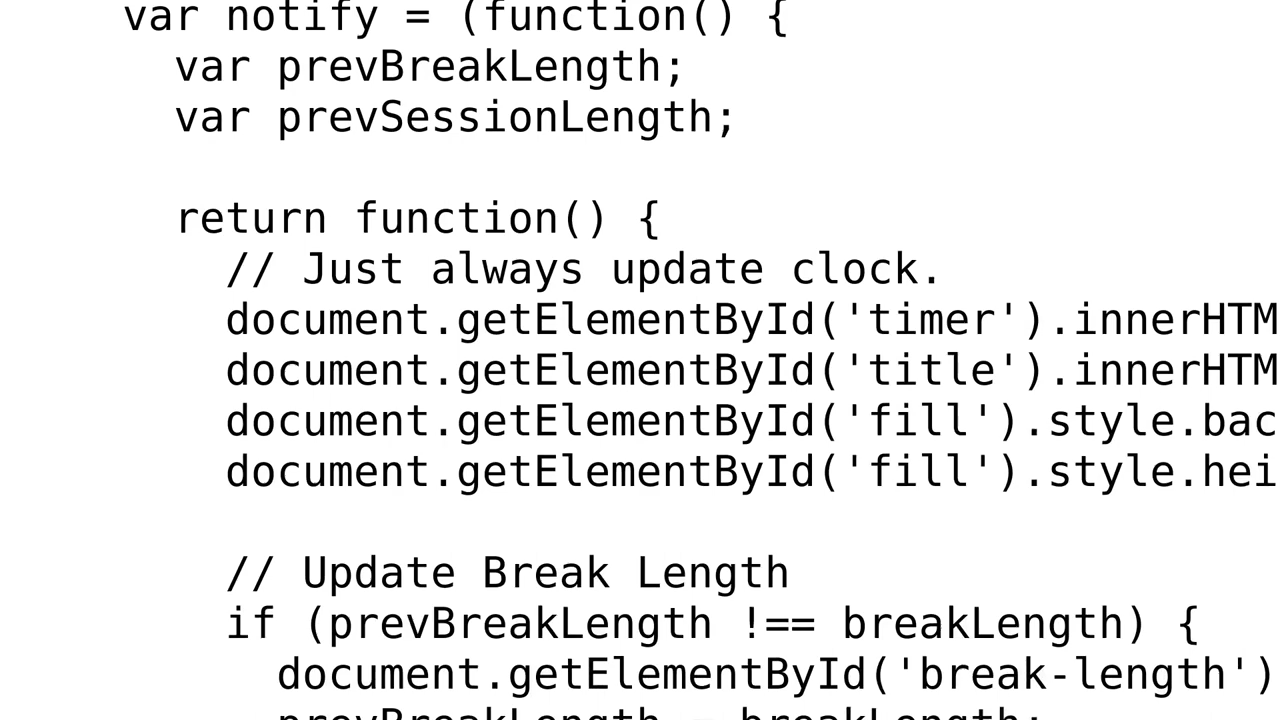 var notify = (function() {
var prevBreakLength;
var prevSessionLength;
return function() {
// Just always update clock.
document.getElementById('timer').innerHTM
document.getElementById('title').innerHTM
document.getElementById('fill').style.bac
document.getElementById('fill').style.hei
// Update Break Length
if (prevBreakLength !== breakLength) {
document.getElementById('break-length')
prevBreakLength = breakLength;